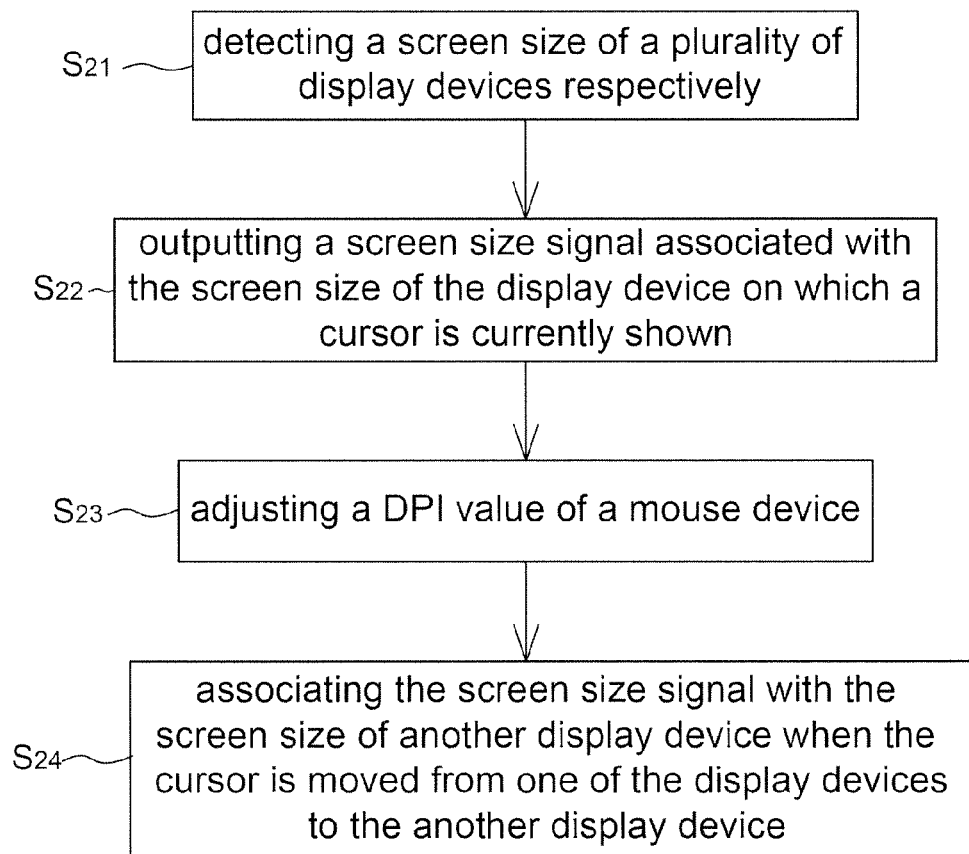 S21
detecting a screen size of a plurality of
display devices respectively
S22
outputting a screen size signal associated with
the screen size of the display device on which a
cursor is currently shown
S23
adjusting a DPI value of a mouse device
S24
associating the screen size signal with the
screen size of another display device when the
cursor is moved from one of the display devices
to the another display device